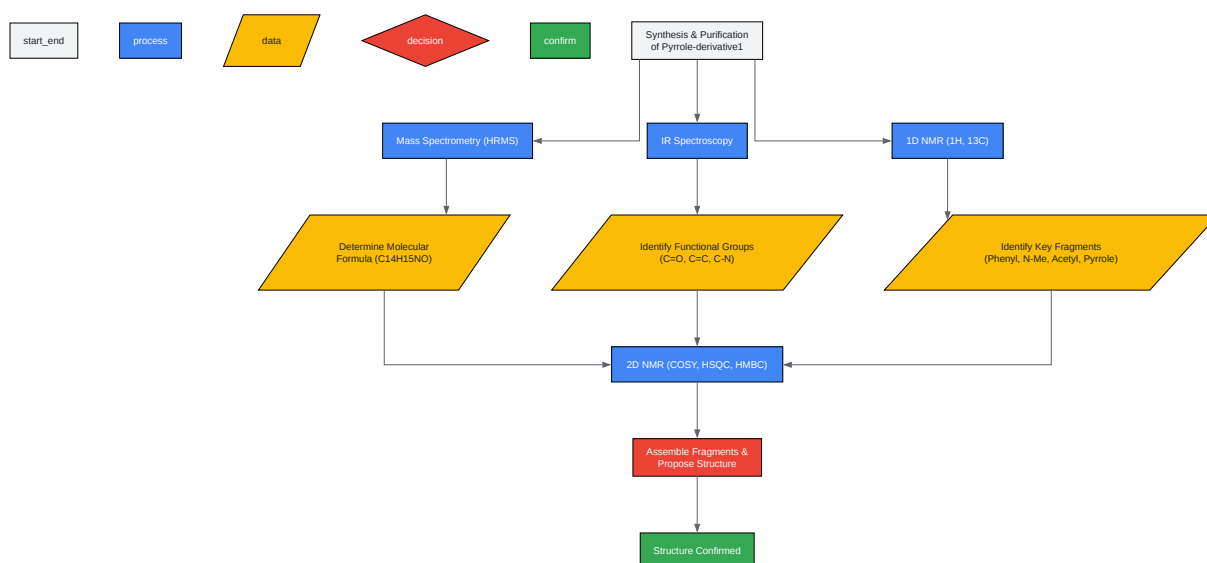 start_end
process
data
decision
confirm
Synthesis & Purification
of Pyrrole-derivative1
Mass Spectrometry (HRMS)
IR Spectroscopy
1D NMR (1H, 13C)
Determine Molecular
Formula (C14H15NO)
Identify Functional Groups
(C=O, C=C, C-N)
Identify Key Fragments
(Phenyl, N-Me, Acetyl, Pyrrole)
2D NMR (COSY, HSQC, HMBC)
Assemble Fragments &
Propose Structure
Structure Confirmed